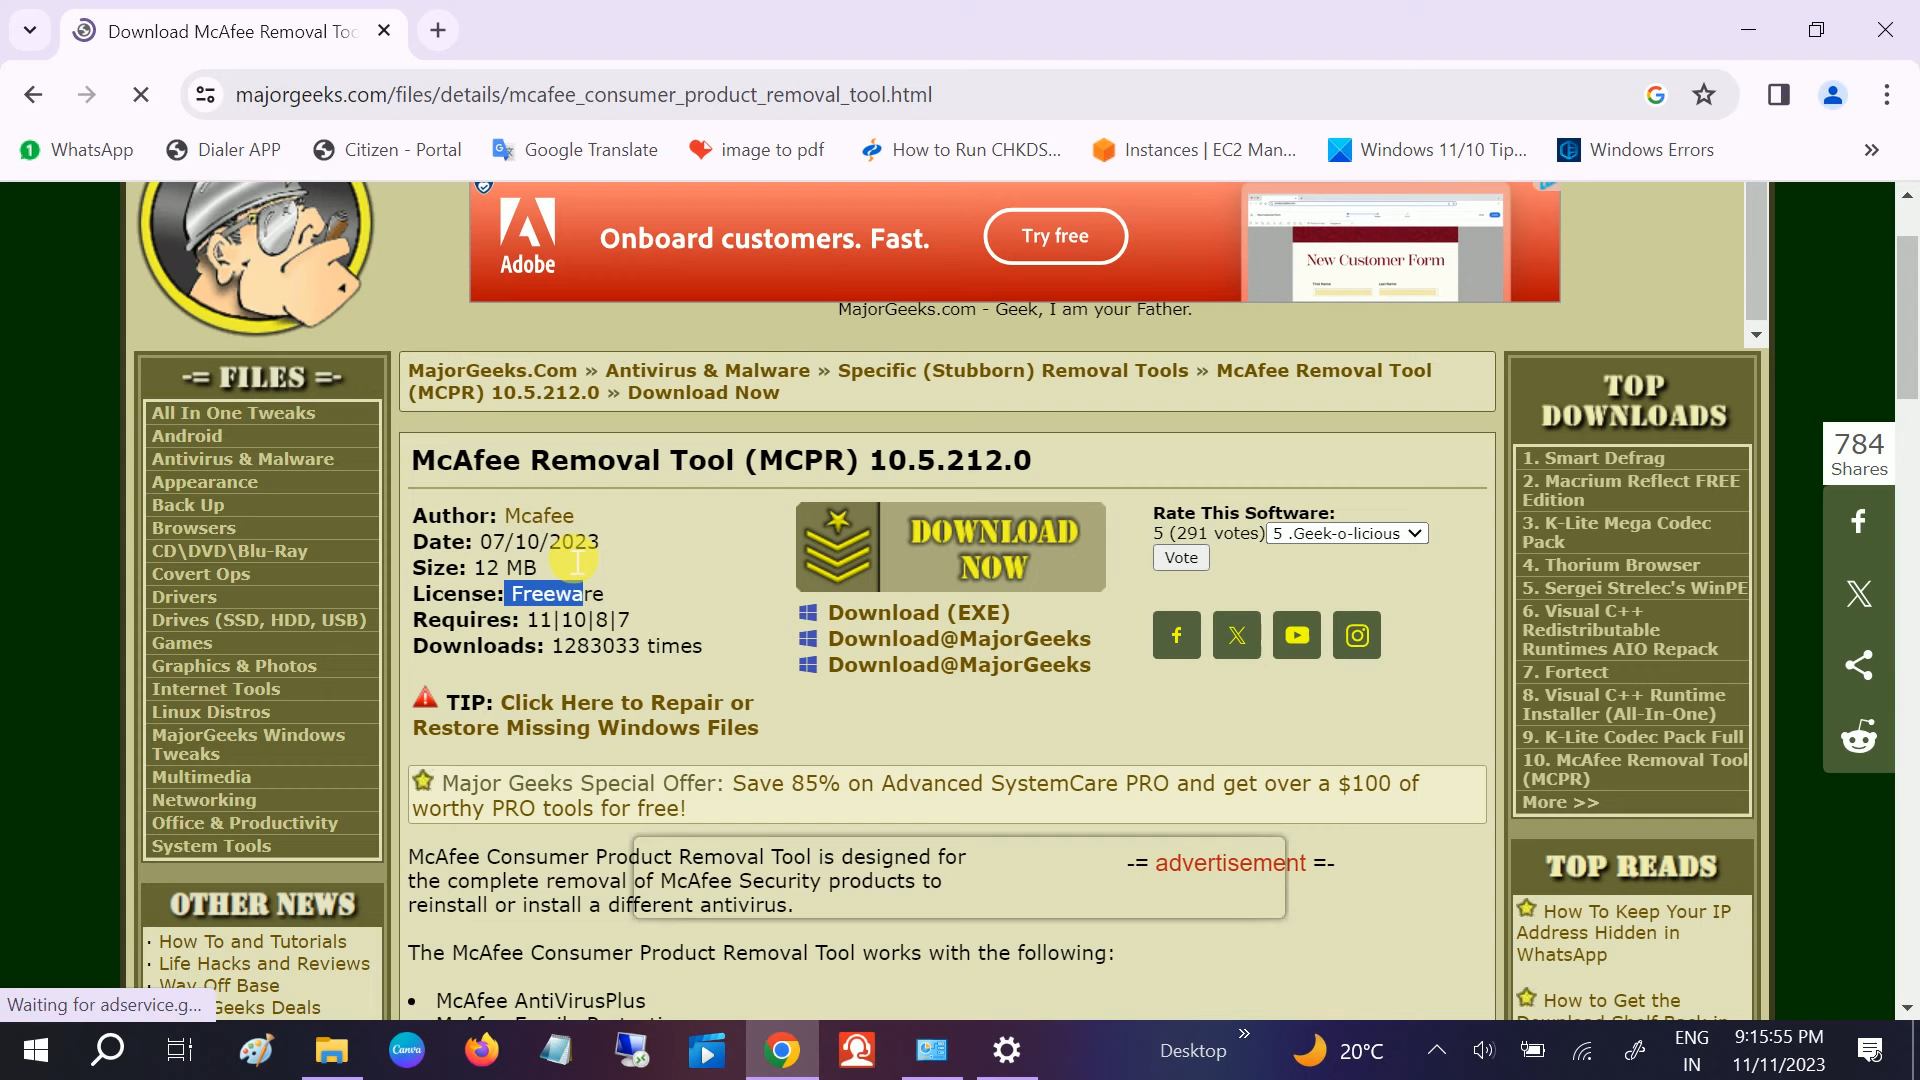 Download McAfee Removal Too
majorgeeks.com/files/details/mcafee_consumer_product_removal_tool.html
WhatsApp
Dialer APP
Citizen - Portal
Google Translate
image to pdf
How to Run CHKDS...
Instances | EC2 Man...
Windows 11/10 Tip...
Windows Errors
Adobe
Onboard customers. Fast.
Try free
New Customer Form
MajorGeeks.com - Geek, I am your Father.
-= FILES =-
All In One Tweaks
Android
Antivirus & Malware
Appearance
Back Up
Browsers
CD\DVD\Blu-Ray
Covert Ops
Drivers
Drives (SSD, HDD, USB)
Games
Graphics & Photos
Internet Tools
Linux Distros
MajorGeeks Windows
Tweaks
Multimedia
Networking
Office & Productivity
System Tools
OTHER NEWS
· How To and Tutorials
· Life Hacks and Reviews
· Way Off Base
Geeks Deals
MajorGeeks.Com » Antivirus & Malware » Specific (Stubborn) Removal Tools » McAfee Removal Tool
(MCPR) 10.5.212.0 » Download Now
McAfee Removal Tool (MCPR) 10.5.212.0
Author: Mcafee
Date: 07/10/2023
Size: 12 MB
License: Freeware
Requires: 11|10|8|7
Downloads: 1283033 times
TIP: Click Here to Repair or
Restore Missing Windows Files
DOWNLOAD
NOW
Download (EXE)
Download@MajorGeeks
Download@MajorGeeks
Rate This Software:
5 (291 votes) 5 .Geek-o-licious
Vote
Major Geeks Special Offer: Save 85% on Advanced SystemCare PRO and get over a $100 of
worthy PRO tools for free!
McAfee Consumer Product Removal Tool is designed for
the complete removal of McAfee Security products to
reinstall or install a different antivirus.
-= advertisement =-
The McAfee Consumer Product Removal Tool works with the following:
• McAfee AntiVirusPlus
TOP
DOWNLOADS
1. Smart Defrag
2. Macrium Reflect FREE
Edition
3. K-Lite Mega Codec
Pack
4. Thorium Browser
5. Sergei Strelec's WinPE
6. Visual C++
Redistributable
Runtimes AIO Repack
7. Fortect
8. Visual C++ Runtime
Installer (All-In-One)
9. K-Lite Codec Pack Full
10. McAfee Removal Tool
(MCPR)
More >>
TOP READS
How To Keep Your IP
Address Hidden in
WhatsApp
How to Get the
784
Shares
Waiting for adservice.g...
Canva
Desktop
20°C
ENG
IN
9:15:55 PM
11/11/2023